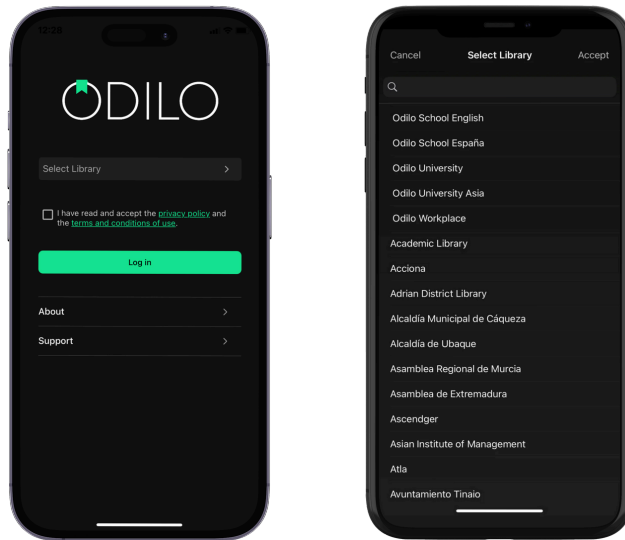 12:28
ODILO
Select Library
I have read and accept the privacy policy and
the terms and conditions of use.
Log in
About
Support
Cancel
Select Library
Accept
Odilo School English
Odilo School España
Odilo University
Odilo University Asia
Odilo Workplace
Academic Library
Acciona
Adrian District Library
Alcaldía Municipal de Cáqueza
Alcaldía de Ubaque
Asamblea Regional de Murcia
Asamblea de Extremadura
Ascendger
Asian Institute of Management
Atla
Avuntamiento Tinaio